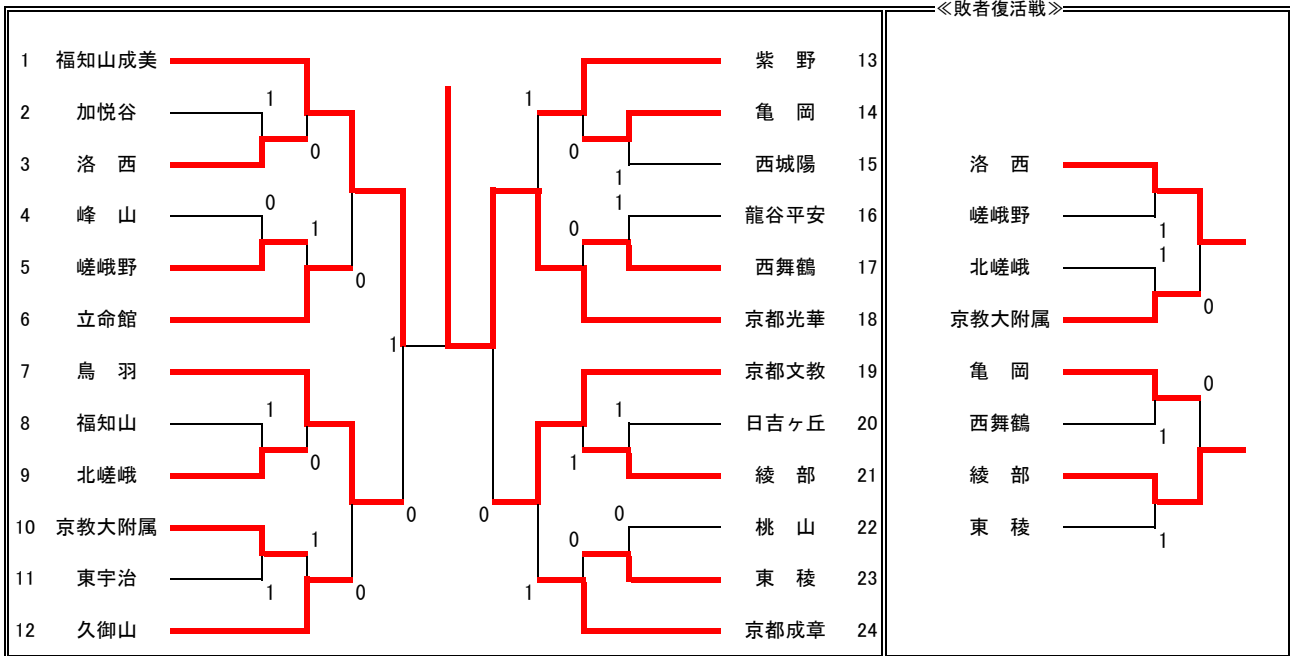 ≪敗者復活戦≫
1 福知山成美
2 加悦谷
3 洛 西
4 峰 山
5 嵯峨野
6 立命館
7 鳥 羽
8 福知山
9 北嵯峨
10 京教大附属
11 東宇治
12 久御山
1
0
0
1
0
1
1
0
1
1
0
0
紫 野 13
亀 岡 14
西城陽 15
龍谷平安 16
西舞鶴 17
京都光華 18
京都文教 19
日吉ヶ丘 20
綾 部 21
桃 山 22
東 稜 23
京都成章 24
1
0
1
1
0
1
1
0
0
0
1
洛 西
嵯峨野
北嵯峨
京教大附属
亀 岡
西舞鶴
綾 部
東 稜
1
1
0
0
1
1